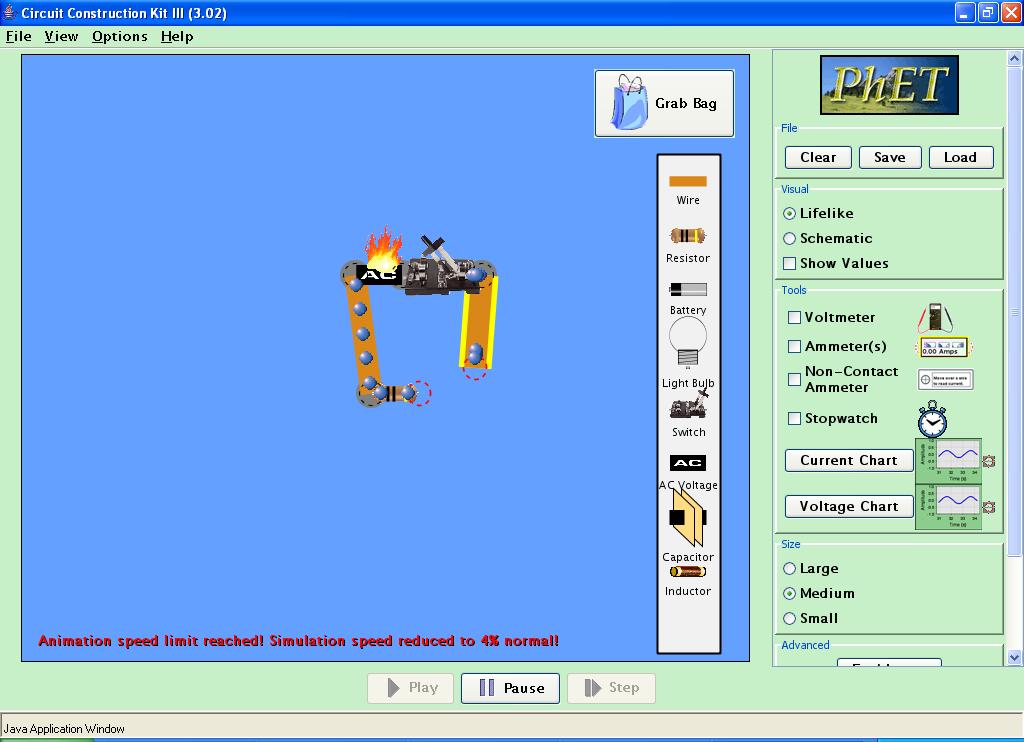 Circuit Construction Kit III (3.02)
File View Options Help
Grab Bag
Wire
Resistor
Battery
Light Bulb
Switch
AC
AC Voltage
Capacitor
Inductor
AC
Animation speed limit reached! Simulation speed reduced to 4% normal!
Play Pause Step
PhET
File
Clear Save Load
Visual
Lifelike
Schematic
Show Values
Tools
Voltmeter
Ammeter(s)
0.00 Amps
Non-Contact
Ammeter
Stopwatch
Current Chart
Voltage Chart
Size
Large
Medium
Small
Advanced
Java Application Window